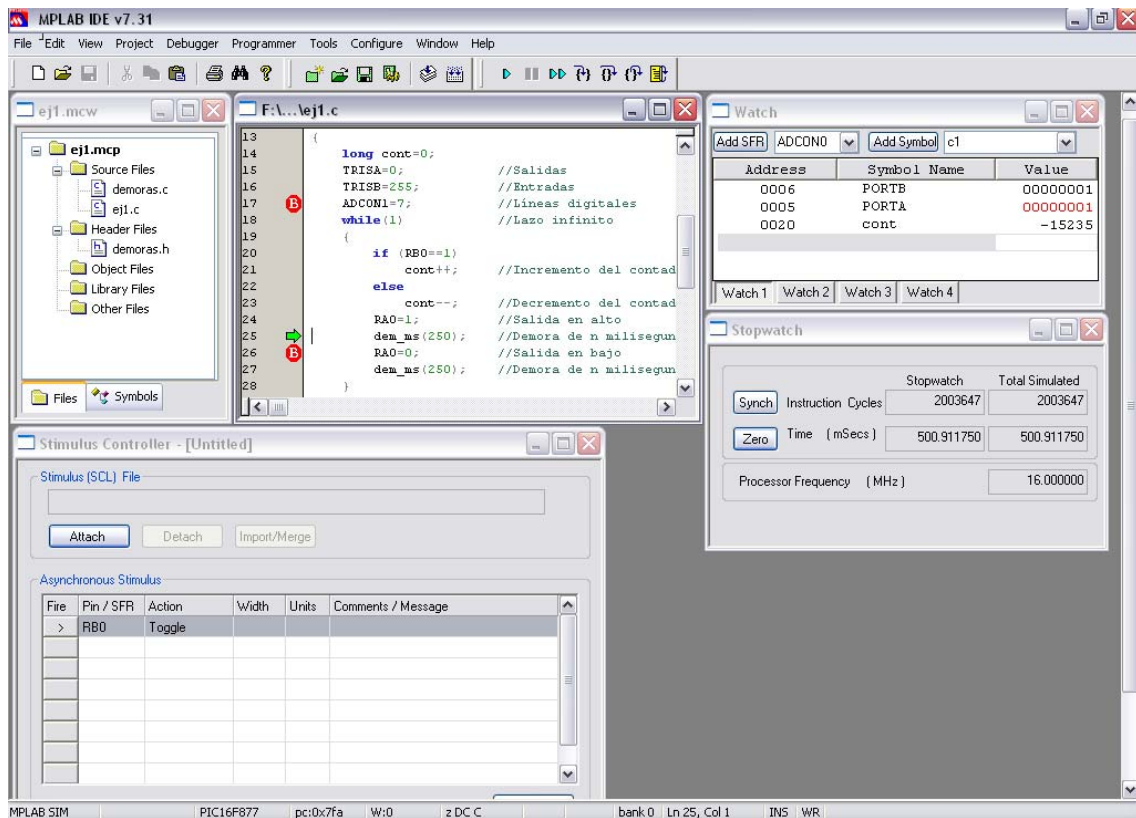 MPLAB IDE v7.31
File Edit View Project Debugger Programmer Tools Configure Window Help
ej1.mcw
ej1.mcp
Source Files
demoras.c
ej1.c
Header Files
demoras.h
Object Files
Library Files
Other Files
Files Symbols
F:\...\ej1.c
13 {
14 long cont=0;
15 TRISA=0; //Salidas
16 TRISB=255; //Entradas
17 B ADCON1=7; //Líneas digitales
18 while(1) //Lazo infinito
19 {
20 if (RB0==1)
21 cont++; //Incremento del contad
22 else
23 cont--; //Decremento del contad
24 RA0=1; //Salida en alto
25 dem_ms(250); //Demora de n milisegun
26 B RA0=0; //Salida en bajo
27 dem_ms(250); //Demora de n milisegun
28 }
Watch
Add SFR ADCON0 Add Symbol c1
Address Symbol Name Value
0006 PORTB 00000001
0005 PORTA 00000001
0020 cont -15235
Watch 1 Watch 2 Watch 3 Watch 4
Stopwatch
Stopwatch Total Simulated
Synch Instruction Cycles 2003647 2003647
Zero Time (mSecs) 500.911750 500.911750
Processor Frequency (MHz) 16.000000
Stimulus Controller - [Untitled]
Stimulus (SCL) File
Attach Detach Import/Merge
Asynchronous Stimulus
Fire Pin / SFR Action Width Units Comments / Message
> RB0 Toggle
MPLAB SIM PIC16F877 pc:0x7fa W:0 z DC C bank 0 Ln 25, Col 1 INS WR